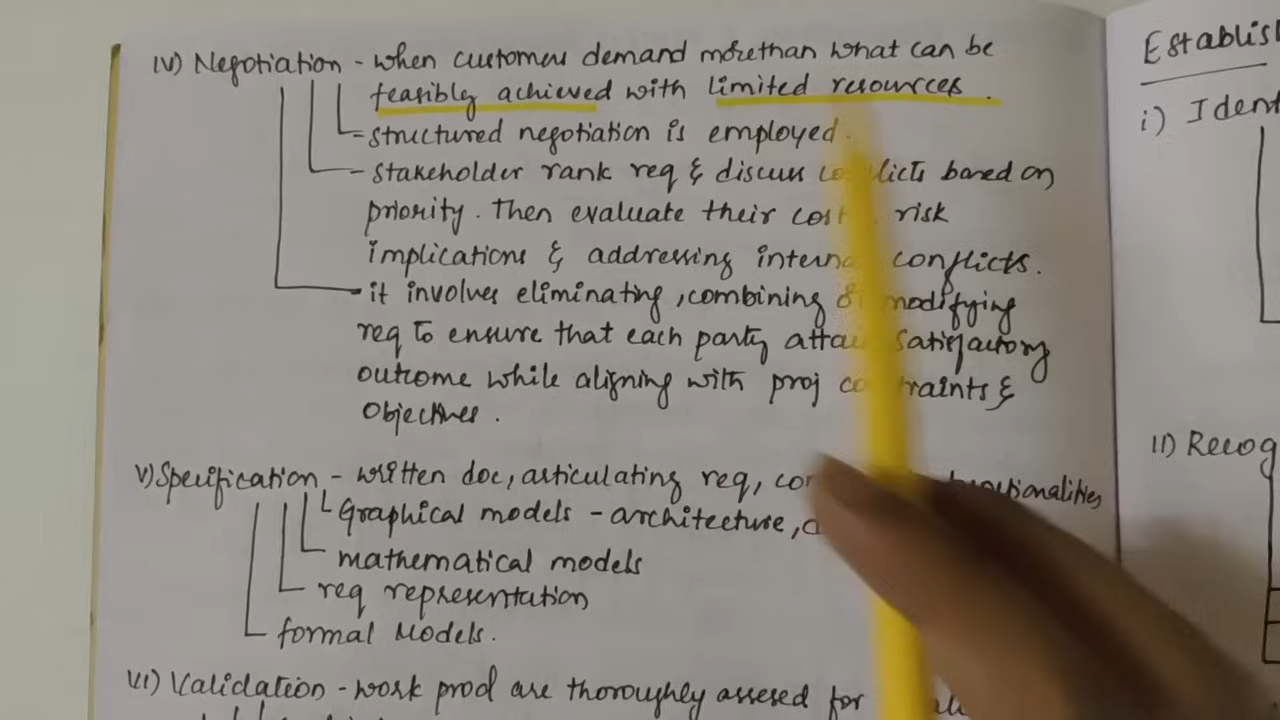 IV) Negotiation - when customers demand more than what can be
feasibly achieved with limited resources.
- structured negotiation is employed.
- stakeholder rank req & discuss conflicts based on
priority. Then evaluate their cost risk
implications & addressing internal conflicts.
- it involves eliminating, combining modifying
req to ensure that each party attain satisfactory
outcome while aligning with proj constraints &
objectives.
V) Specification - written doc, articulating req, functionalities
Graphical models - architecture,
mathematical models
req representation
formal Models.
VI) Validation - work prod are thoroughly assesed for
Establis
i) Ident
II) Recog